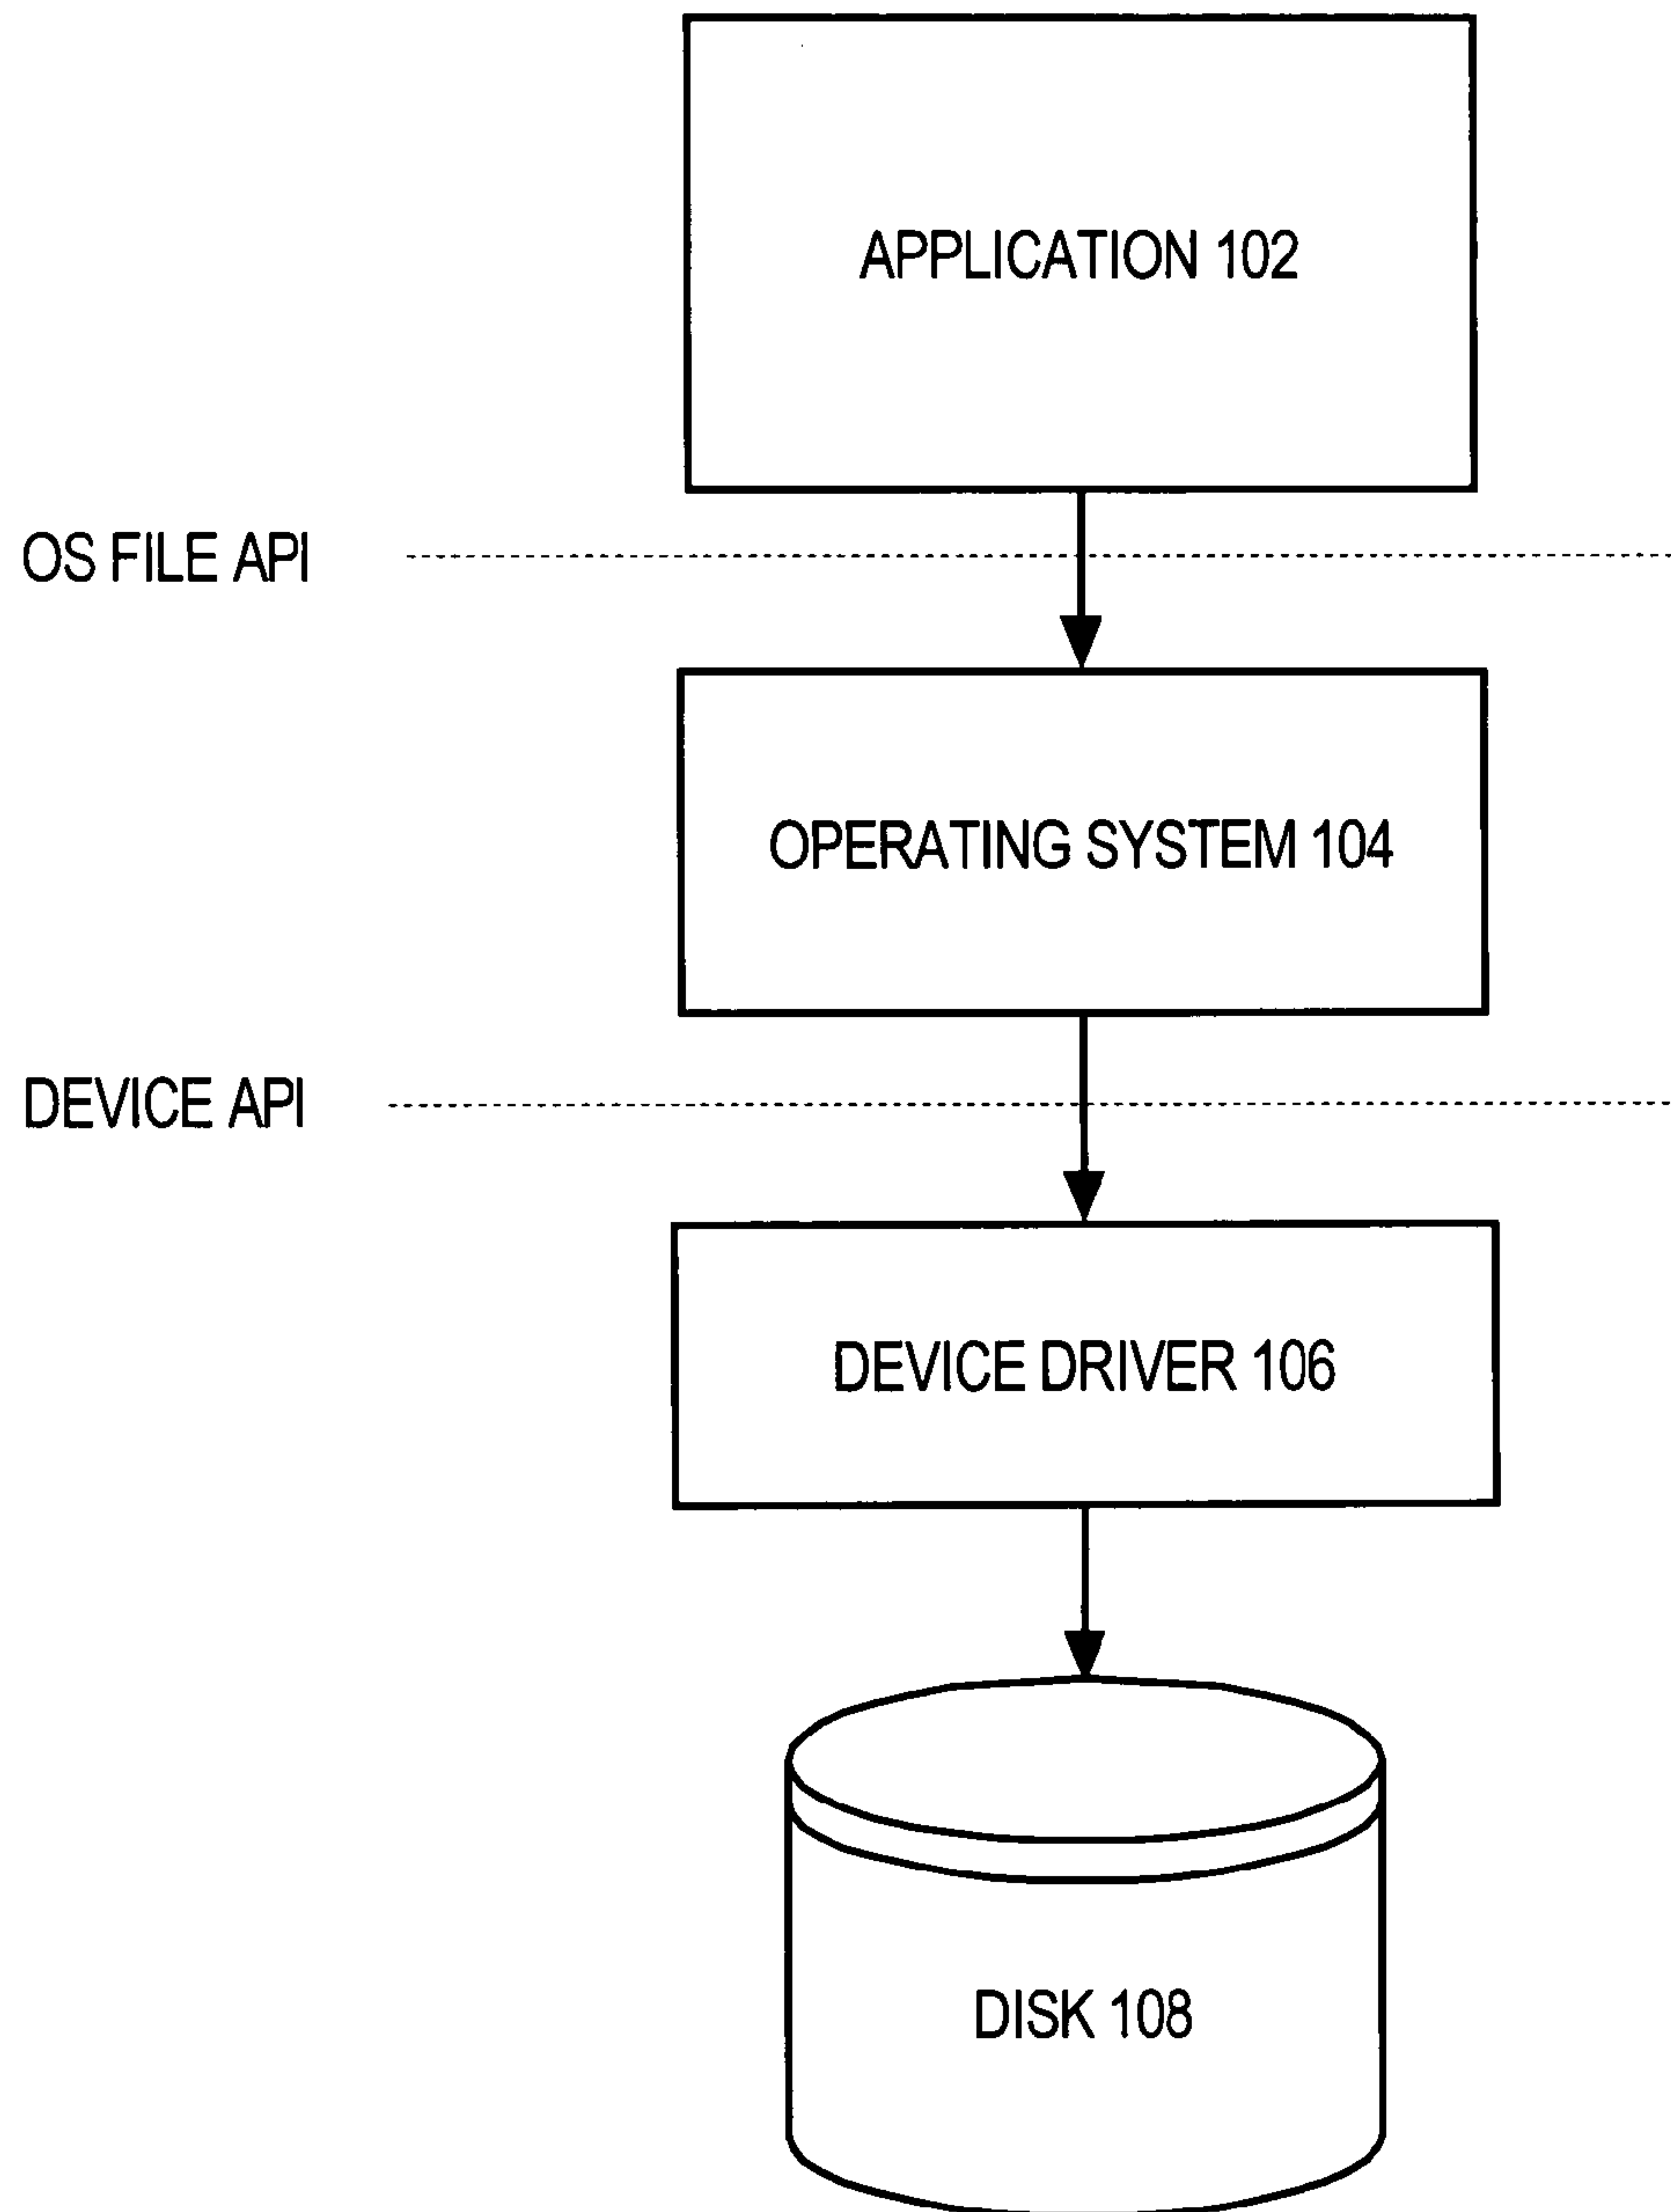 APPLICATION 102
OS FILE API
OPERATING SYSTEM 104
DEVICE API
DEVICE DRIVER 106
DISK 108